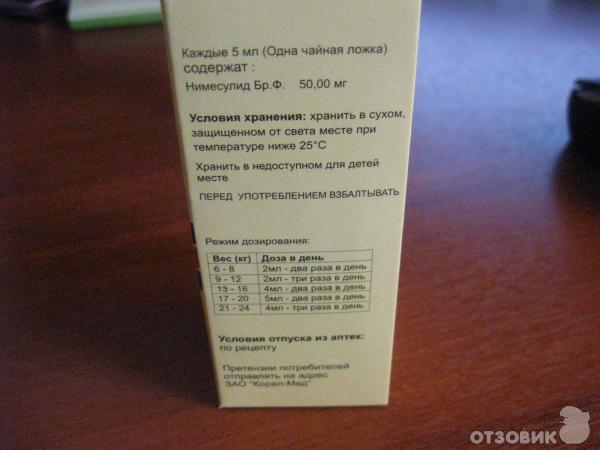 Каждые 5 мл (Одна чайная ложка)
содержат :
Нимесулид Бр.Ф. 50,00 мг
Условия хранения: хранить в сухом,
защищенном от света месте при
температуре ниже 25°C
Хранить в недоступном для детей
месте
ПЕРЕД УПОТРЕБЛЕНИЕМ ВЗБАЛТЫВАТЬ
Режим дозирования:
Вес (кг) Доза в день
6 - 8 2мл - два раза в день
9 - 12 2мл - три раза в день
13 - 16 4мл - два раза в день
17 - 20 5мл - два раза в день
21 - 24 4мл - три раза в день
Условия отпуска из аптек:
по рецепту
Претензии потребителей
отправлять на адрес
ЗАО "Корал-Мед"
ОТЗОВИК